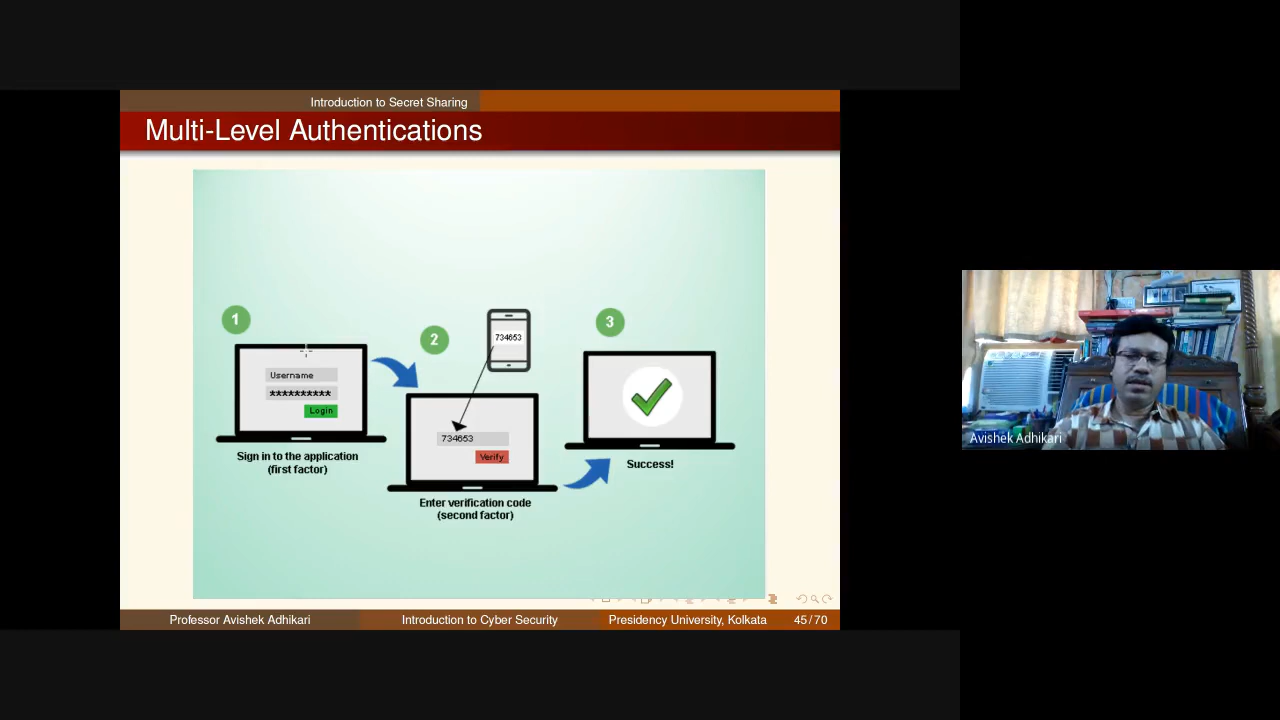 Introduction to Secret Sharing
Multi-Level Authentications
1
2
3
734653
Username
**********
Login
734653
Verify
Sign in to the application
(first factor)
Enter verification code
(second factor)
Success!
Professor Avishek Adhikari
Introduction to Cyber Security
Presidency University, Kolkata
45/70
Avishek Adhikari